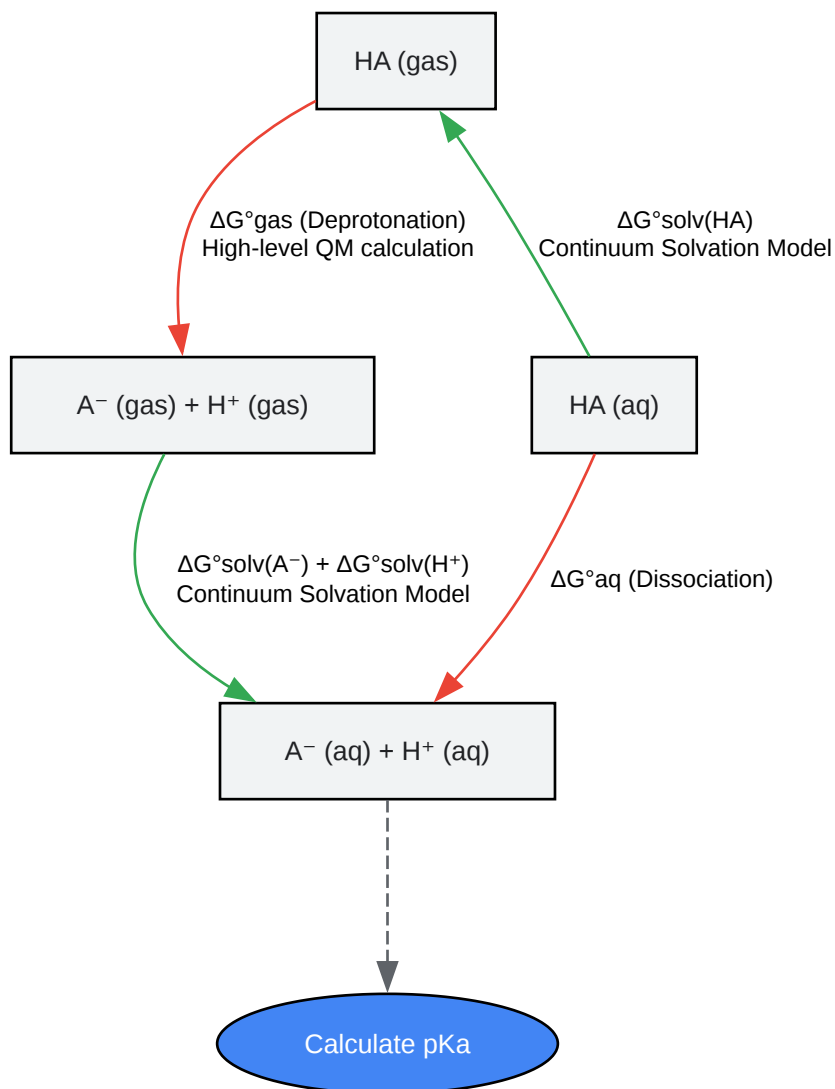 HA (gas)
ΔG°gas (Deprotonation)
High-level QM calculation
ΔG°solv(HA)
Continuum Solvation Model
A⁻ (gas) + H⁺ (gas)
HA (aq)
ΔG°solv(A⁻) + ΔG°solv(H⁺)
Continuum Solvation Model
ΔG°aq (Dissociation)
A⁻ (aq) + H⁺ (aq)
Calculate pKa